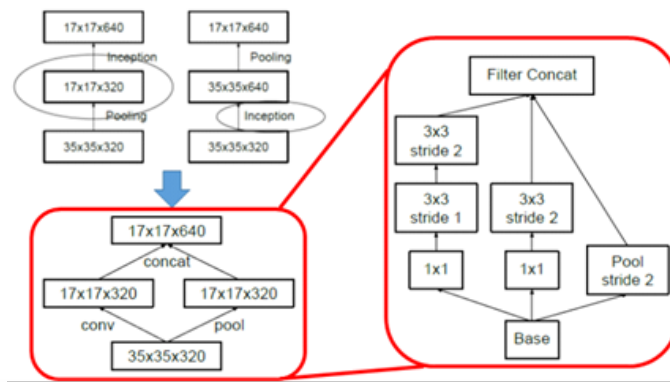 17x17x640
Inception
17x17x320
Pooling
35x35x320
17x17x640
Pooling
35x35x640
Inception
35x35x320
17x17x640
concat
17x17x320
17x17x320
conv
pool
35x35x320
Filter Concat
3x3
stride 2
3x3
stride 1
3x3
stride 2
1x1
1x1
Pool
stride 2
Base